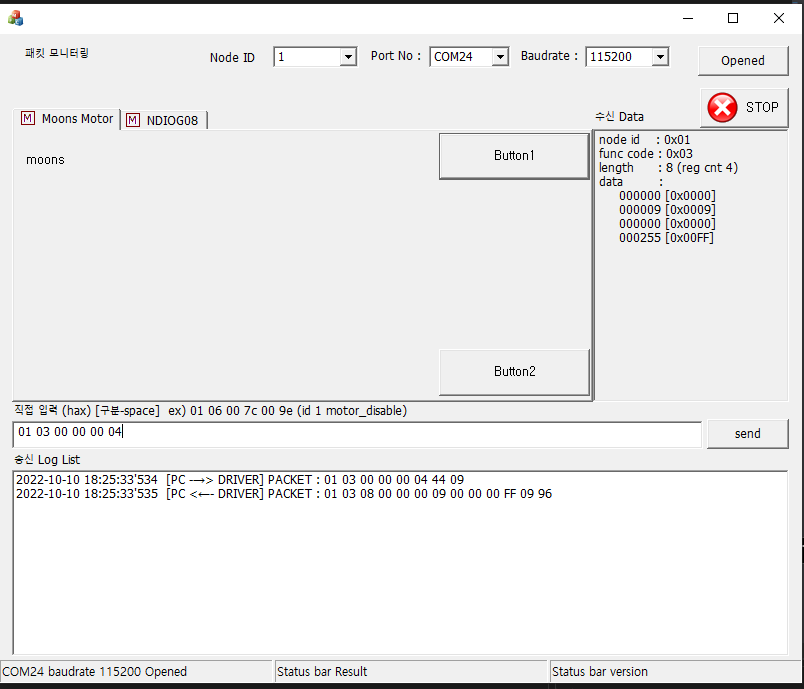 패킷 모니터링
Node ID 1 Port No : COM24 Baudrate : 115200 Opened
수신 Data STOP
M Moons Motor M NDIOG08
moons
Button1
node id : 0x01
func code : 0x03
length : 8 (reg cnt 4)
data :
000000 [0x0000]
000009 [0x0009]
000000 [0x0000]
000255 [0x00FF]
Button2
직접 입력 (hax) [구분-space] ex) 01 06 00 7c 00 9e (id 1 motor_disable)
01 03 00 00 00 04 send
송신 Log List
2022-10-10 18:25:33'534 [PC -→> DRIVER] PACKET : 01 03 00 00 00 04 44 09
2022-10-10 18:25:33'535 [PC <←- DRIVER] PACKET : 01 03 08 00 00 00 09 00 00 00 FF 09 96
COM24 baudrate 115200 Opened Status bar Result Status bar version